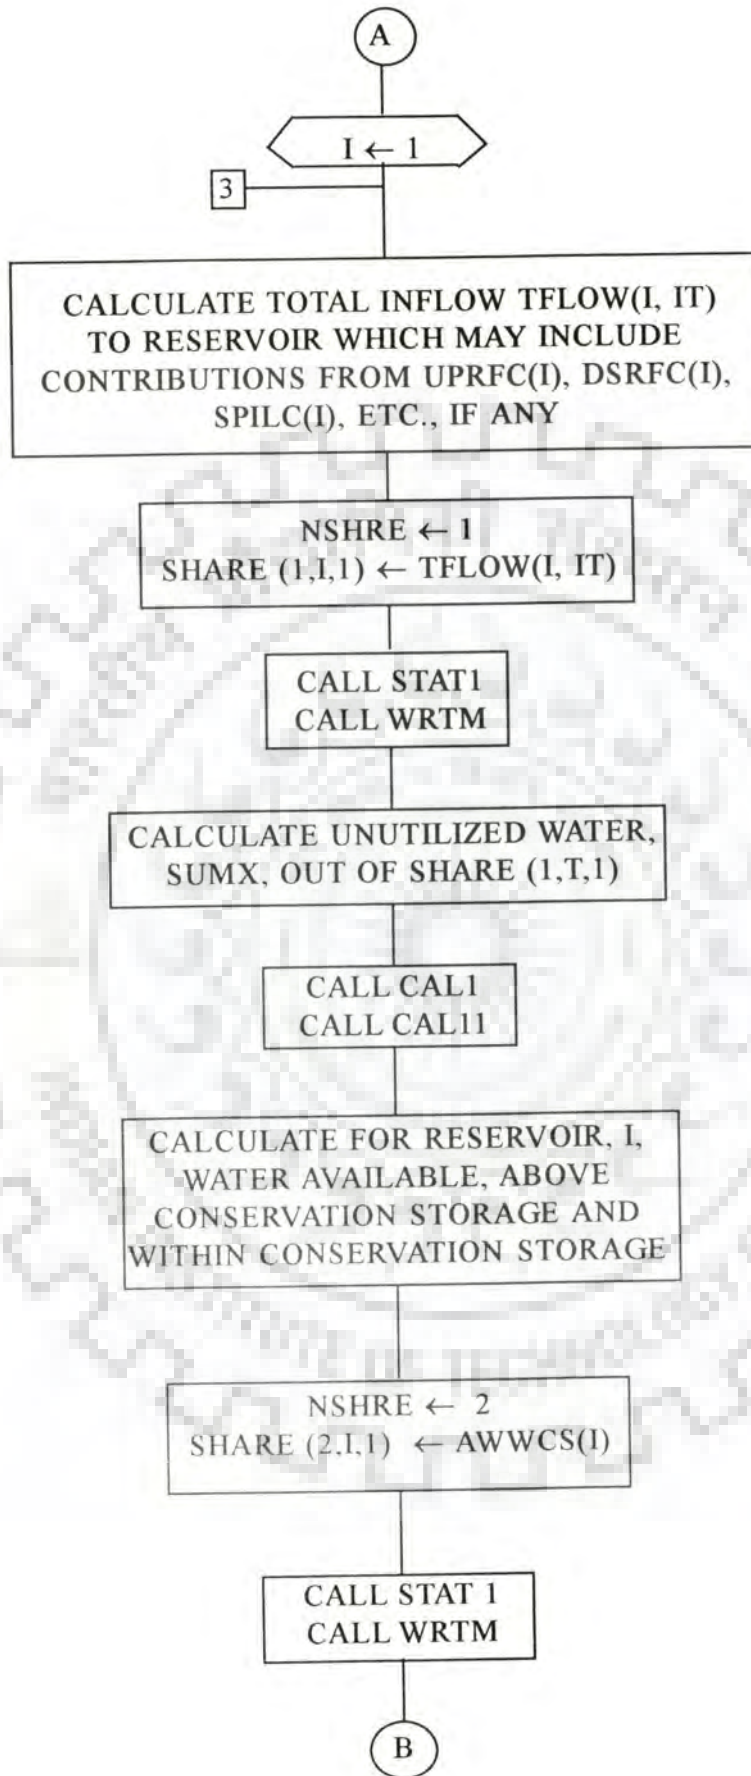 A
I ← 1
3
CALCULATE TOTAL INFLOW TFLOW(I, IT)
TO RESERVOIR WHICH MAY INCLUDE
CONTRIBUTIONS FROM UPRFC(I), DSRFC(I),
SPILC(I), ETC., IF ANY
NSHRE ← 1
SHARE (1,I,1) ← TFLOW(I, IT)
CALL STAT1
CALL WRTM
CALCULATE UNUTILIZED WATER,
SUMX, OUT OF SHARE (1,T,1)
CALL CAL1
CALL CAL11
CALCULATE FOR RESERVOIR, I,
WATER AVAILABLE, ABOVE
CONSERVATION STORAGE AND
WITHIN CONSERVATION STORAGE
NSHRE ← 2
SHARE (2,I,1) ← AWWCS(I)
CALL STAT 1
CALL WRTM
B